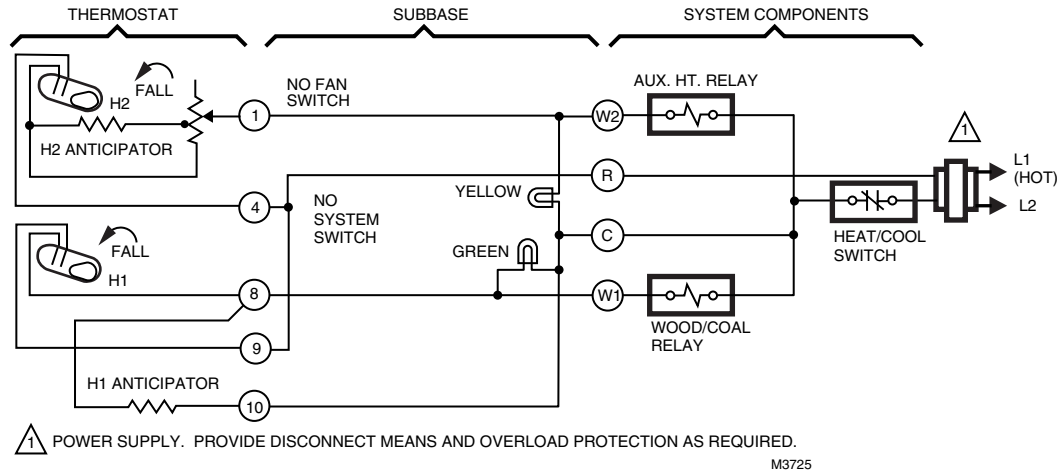 THERMOSTAT
SUBBASE
SYSTEM COMPONENTS
FALL
H2
H2 ANTICIPATOR
1
NO FAN
SWITCH
W2
AUX. HT. RELAY
1
L1
(HOT)
L2
R
4
NO
SYSTEM
SWITCH
YELLOW
C
HEAT/COOL
SWITCH
FALL
H1
GREEN
8
W1
WOOD/COAL
RELAY
9
H1 ANTICIPATOR
10
1 POWER SUPPLY. PROVIDE DISCONNECT MEANS AND OVERLOAD PROTECTION AS REQUIRED.
M3725